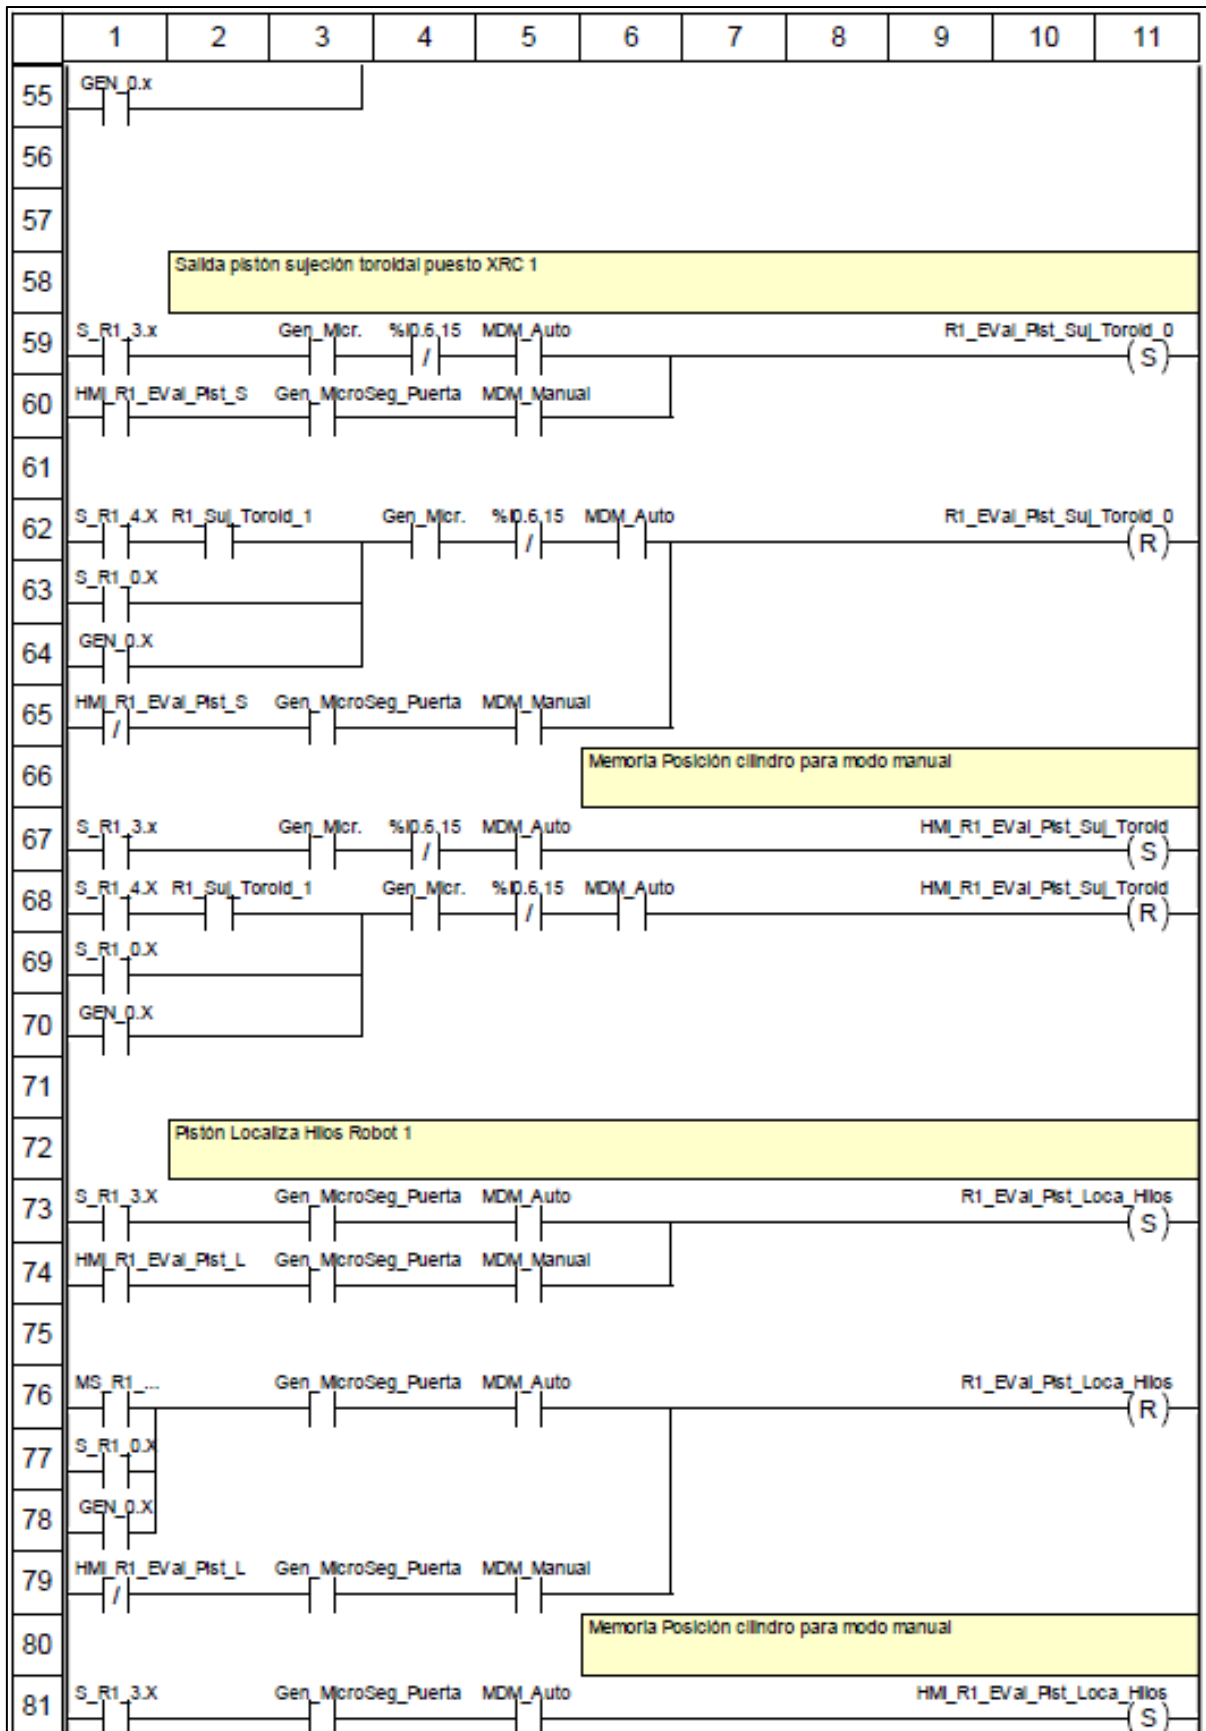 1 2 3 4 5 6 7 8 9 10 11
55 GEN_0.x
56
57
58 Salida pistón sujeción toroidal puesto XRC 1
59 S_R1_3.x Gen_Micr. %I0.6.15 MDM_Auto R1_EVal_Pist_Suj_Toroid_0
/ S
60 HMI_R1_EVal_Pist_S Gen_MicroSeg_Puerta MDM_Manual
61
62 S_R1_4.X R1_Suj_Toroid_1 Gen_Micr. %I0.6.15 MDM_Auto R1_EVal_Pist_Suj_Toroid_0
/ R
63 S_R1_0.X
64 GEN_0.X
65 HMI_R1_EVal_Pist_S Gen_MicroSeg_Puerta MDM_Manual
/
66 Memoria Posición cilindro para modo manual
67 S_R1_3.x Gen_Micr. %I0.6.15 MDM_Auto HMI_R1_EVal_Pist_Suj_Toroid
/ S
68 S_R1_4.X R1_Suj_Toroid_1 Gen_Micr. %I0.6.15 MDM_Auto HMI_R1_EVal_Pist_Suj_Toroid
/ R
69 S_R1_0.X
70 GEN_0.X
71
72 Pistón Localiza Hilos Robot 1
73 S_R1_3.X Gen_MicroSeg_Puerta MDM_Auto R1_EVal_Pist_Loca_Hilos
S
74 HMI_R1_EVal_Pist_L Gen_MicroSeg_Puerta MDM_Manual
75
76 MS_R1_... Gen_MicroSeg_Puerta MDM_Auto R1_EVal_Pist_Loca_Hilos
R
77 S_R1_0.X
78 GEN_0.X
79 HMI_R1_EVal_Pist_L Gen_MicroSeg_Puerta MDM_Manual
/
80 Memoria Posición cilindro para modo manual
81 S_R1_3.X Gen_MicroSeg_Puerta MDM_Auto HMI_R1_EVal_Pist_Loca_Hilos
S